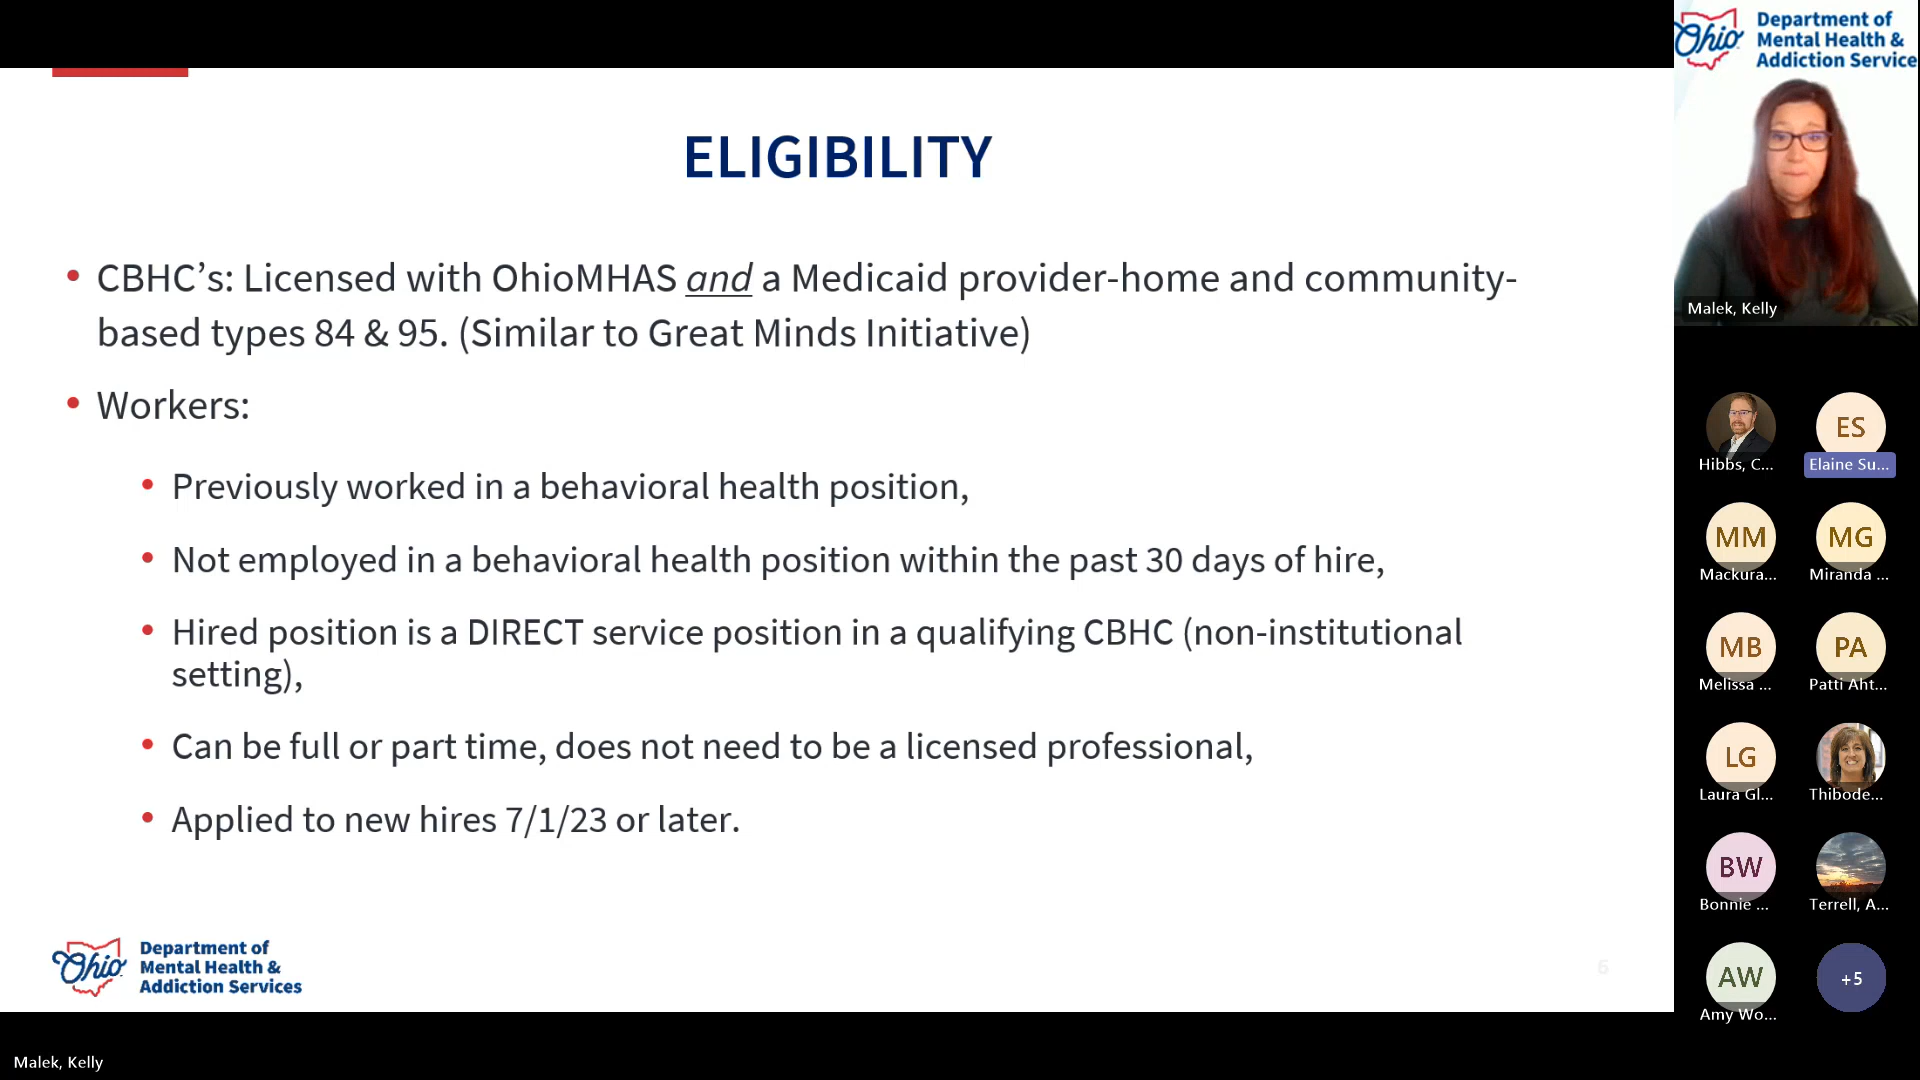 ELIGIBILITY
• CBHC’s: Licensed with OhioMHAS and a Medicaid provider-home and community-
based types 84 & 95. (Similar to Great Minds Initiative)
• Workers:
• Previously worked in a behavioral health position,
• Not employed in a behavioral health position within the past 30 days of hire,
• Hired position is a DIRECT service position in a qualifying CBHC (non-institutional
setting),
• Can be full or part time, does not need to be a licensed professional,
• Applied to new hires 7/1/23 or later.
Ohio
Department of
Mental Health &
Addiction Services
6
Malek, Kelly
Ohio
Department of
Mental Health &
Addiction Service
Malek, Kelly
Hibbs, C...
ES
Elaine Su...
MM
Mackura...
MG
Miranda ...
MB
Melissa ...
PA
Patti Aht...
LG
Laura Gl...
Thibode...
BW
Bonnie ...
Terrell, A...
AW
Amy Wo...
+5